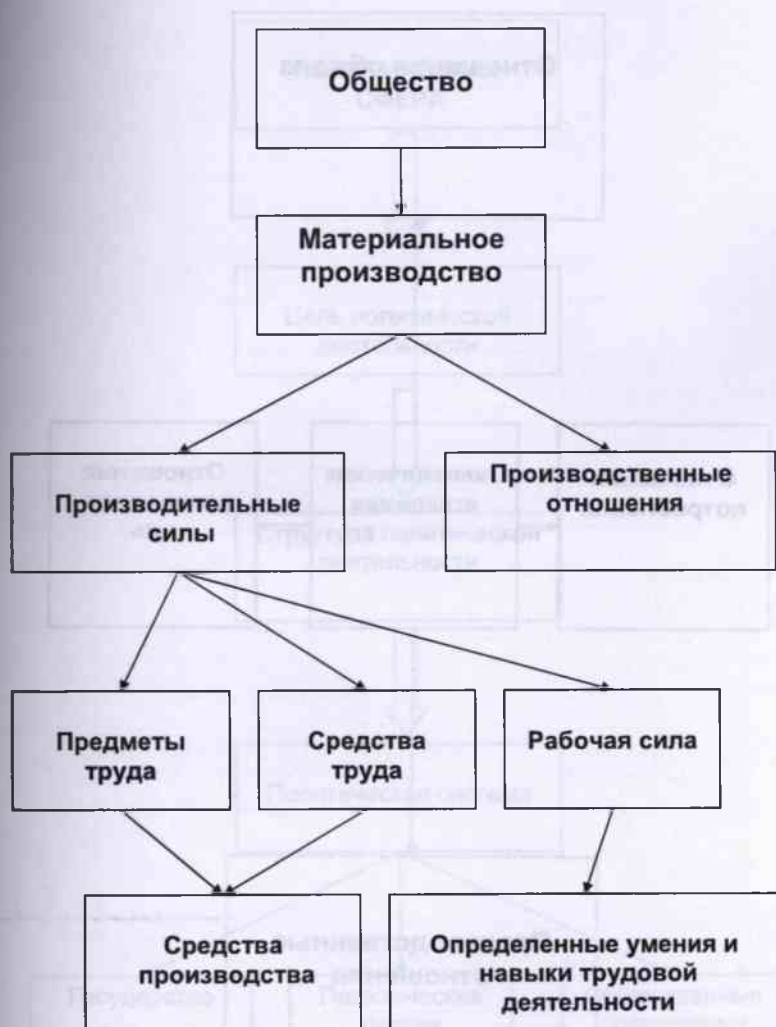 Общество
Материальное
производство
Производительные
силы
Производственные
отношения
Предметы
труда
Средства
труда
Рабочая сила
Средства
производства
Определенные умения и
навыки трудовой
деятельности